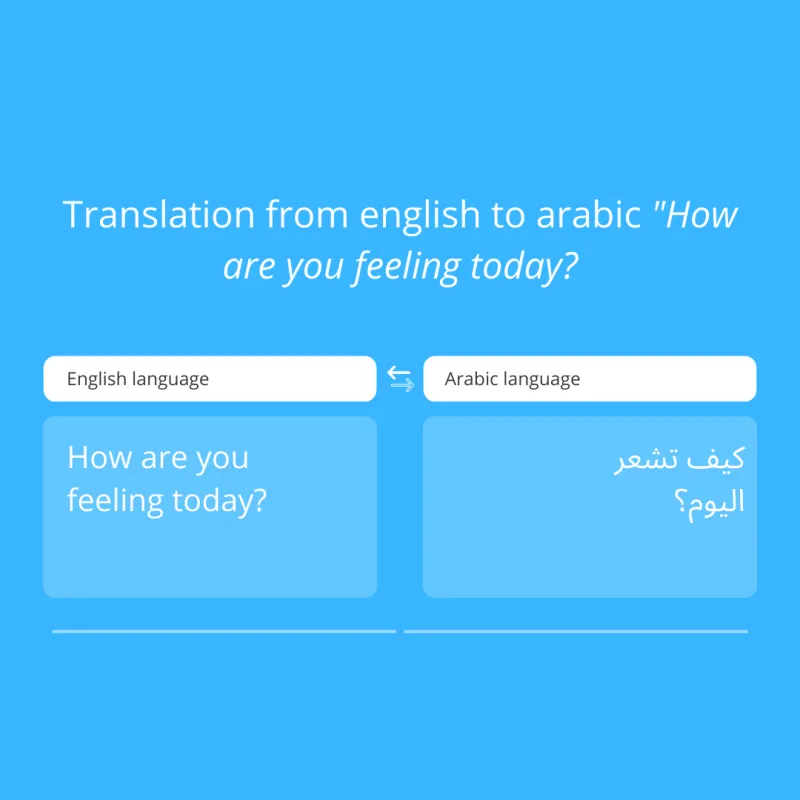 Translation from english to arabic "How
are you feeling today?
English language
Arabic language
How are you
feeling today?
كيف تشعر
اليوم؟